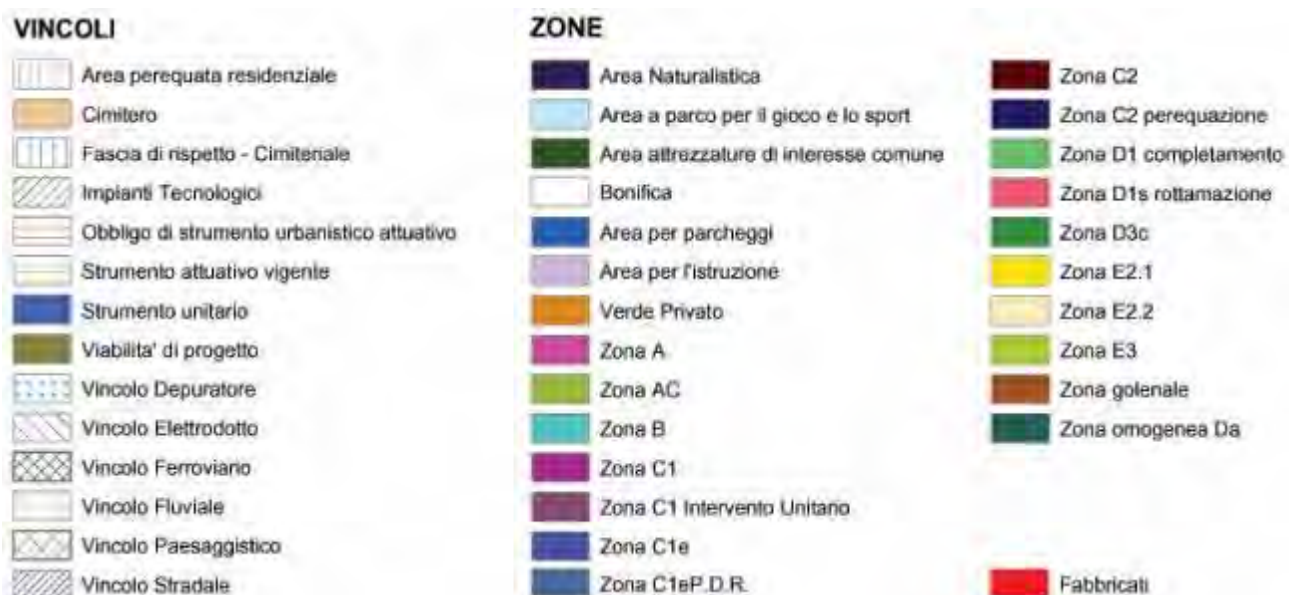 VINCOLI
Area perequata residenziale
Cimitero
Fascia di rispetto - Cimiteriale
Impianti Tecnologici
Obbligo di strumento urbanistico attuativo
Strumento attuativo vigente
Strumento unitario
Viabilita' di progetto
Vincolo Depuratore
Vincolo Elettrodotto
Vincolo Ferroviario
Vincolo Fluviale
Vincolo Paesaggistico
Vincolo Stradale
ZONE
Area Naturalistica
Area a parco per il gioco e lo sport
Area attrezzature di interesse comune
Bonifica
Area per parcheggi
Area per l'istruzione
Verde Privato
Zona A
Zona AC
Zona B
Zona C1
Zona C1 Intervento Unitario
Zona C1e
Zona C1eP.D.R.
Zona C2
Zona C2 perequazione
Zona D1 completamento
Zona D1s rottamazione
Zona D3c
Zona E2.1
Zona E2.2
Zona E3
Zona golenale
Zona omogenea Da
Fabbricati